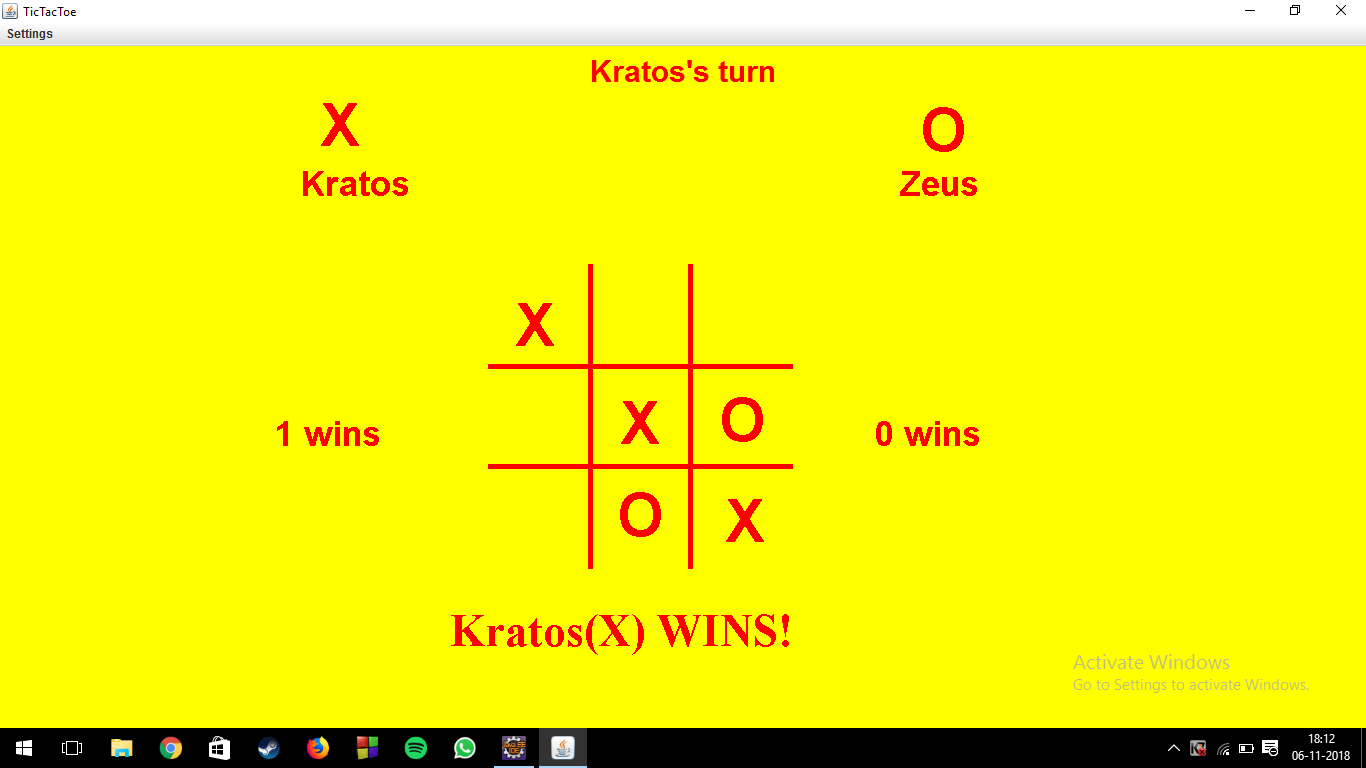 TicTacToe
Settings
Kratos's turn
X O
Kratos Zeus
X
X O
1 wins 0 wins
O X
Kratos(X) WINS!
Activate Windows
Go to Settings to activate Windows.
18:12
06-11-2018